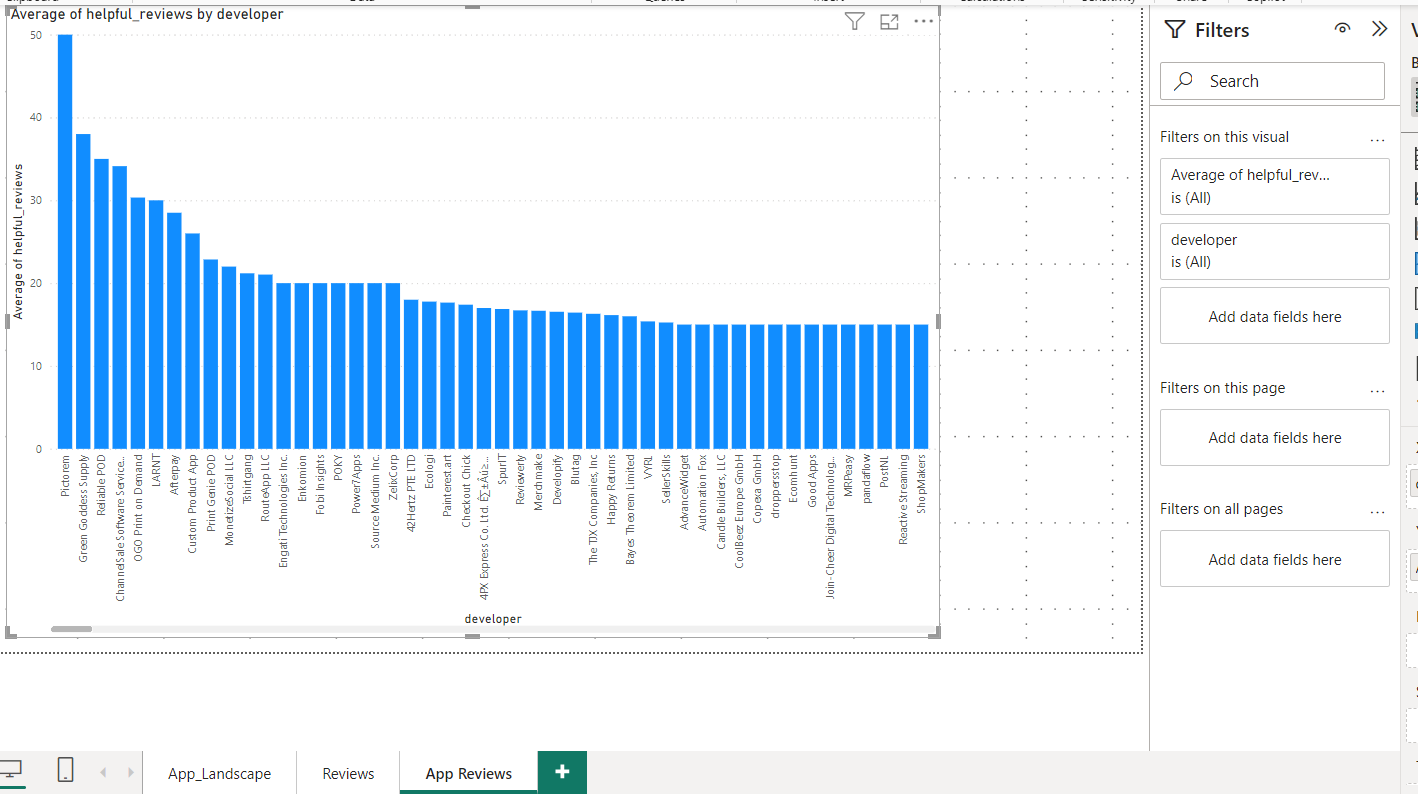 Average of helpful_reviews by developer
50
40
30
20
10
0
Average of helpful_reviews
Pictorem
Green Goddess Supply
Reliable POD
ChannelSale Software Service...
OGO Print on Demand
LARNT
Afterpay
Custom Product App
Print Genie POD
MonetizeSocial LLC
Tshirtgang
RouteApp LLC
Engati Technologies Inc.
Enkomion
Fobi Insights
POKY
Power7Apps
Source Medium Inc.
ZelixCorp
42Hertz PTE LTD
Ecologi
Painterest.art
Checkout Chick
4PX Express Co. Ltd.
SpurIT
Reviewerly
Merchmake
Developify
Blutag
The TJX Companies, Inc
Happy Returns
Bayes Theorem Limited
VYRL
SellerSkills
AdvanceWidget
Automation Fox
Candle Builders, LLC
CoolBeez Europe GmbH
Copexa GmbH
droppersstop
Ecomhunt
Good Apps
Join-Cheer Digital Technolog...
MRPeasy
pandaflow
PostNL
Reactive Streaming
ShopMakers
developer
Filters
Search
Filters on this visual
Average of helpful_rev...
is (All)
developer
is (All)
Add data fields here
Filters on this page
Add data fields here
Filters on all pages
Add data fields here
App_Landscape
Reviews
App Reviews